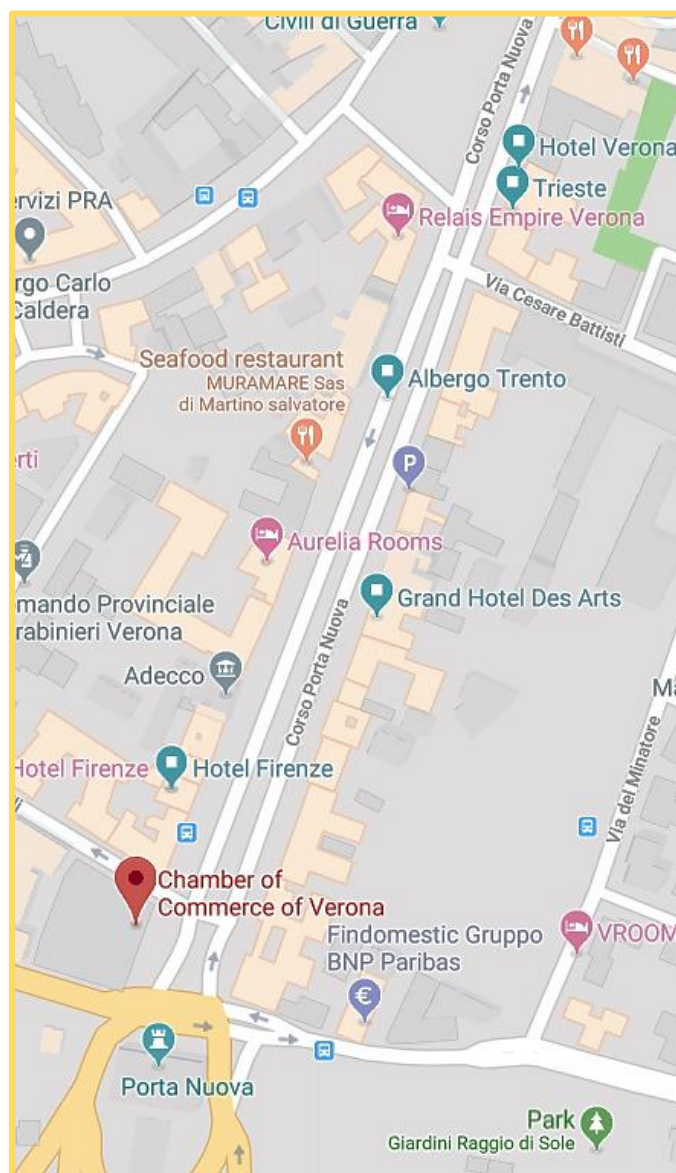 Civili di Guerra
Corso Porta Nuova
Hotel Verona
Trieste
ervizi PRA
Relais Empire Verona
rgo Carlo
Caldera
Via Cesare Battisti
Seafood restaurant
MURAMARE Sas
di Martino salvatore
Albergo Trento
P
erti
Aurelia Rooms
omando Provinciale
rabinieri Verona
Grand Hotel Des Arts
Corso Porta Nuova
Adecco
Hotel Firenze
Hotel Firenze
Via del Minatore
Chamber of
Commerce of Verona
Findomestic Gruppo
BNP Paribas
VROOM
€
Porta Nuova
Park
Giardini Raggio di Sole